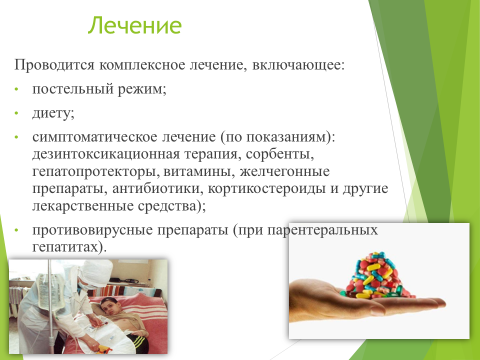 Лечение
Проводится комплексное лечение, включающее:
• постельный режим;
• диету;
• симптоматическое лечение (по показаниям):
дезинтоксикационная терапия, сорбенты,
гепатопротекторы, витамины, желчегонные
препараты, антибиотики, кортикостероиды и другие
лекарственные средства);
• противовирусные препараты (при парентеральных
гепатитах).